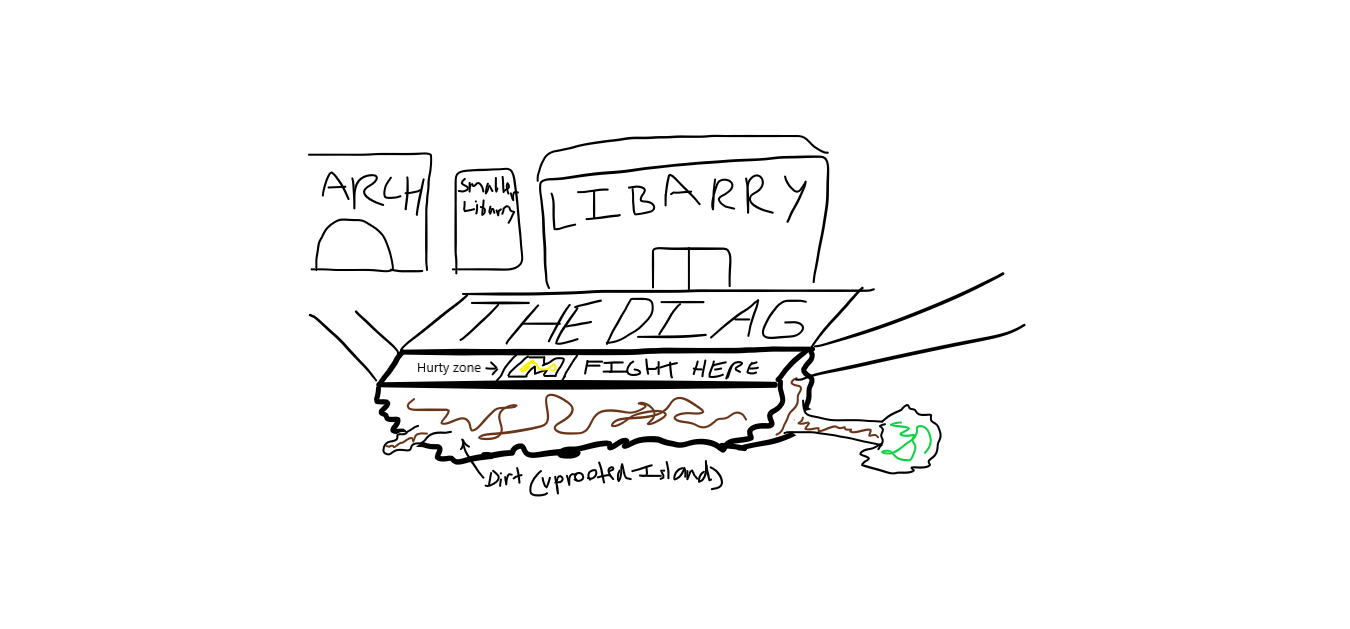 ARCH
Smaller
Libarry
LIBARRY
THE DIAG
Hurty zone →
M
FIGHT HERE
Dirt (uprooted Island)